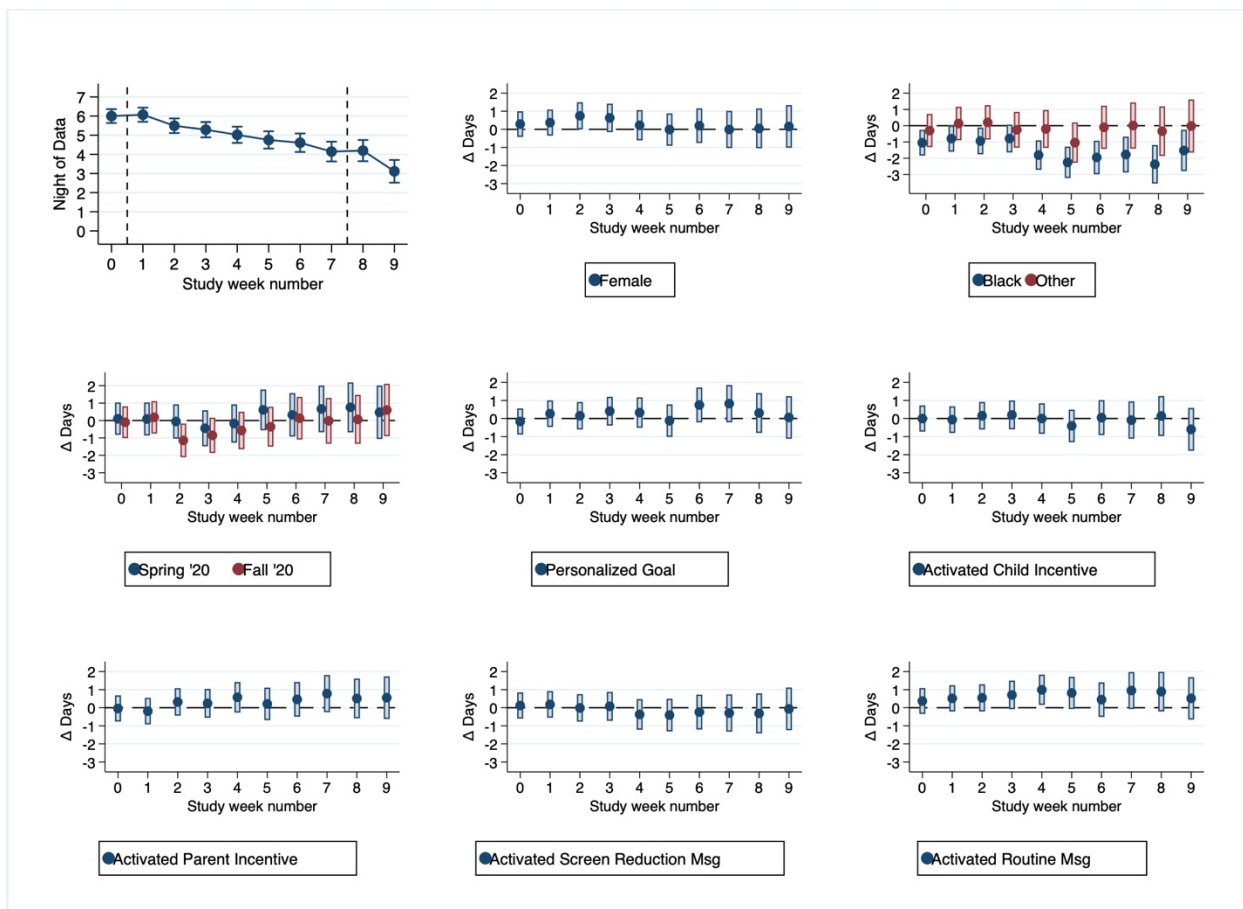 7
6
5
4
3
2
1
0
Night of Data
0 1 2 3 4 5 6 7 8 9
Study week number
2
1
0
-1
-2
-3
Δ Days
0 1 2 3 4 5 6 7 8 9
Study week number
Female
2
1
0
-1
-2
-3
Δ Days
0 1 2 3 4 5 6 7 8 9
Study week number
Black Other
2
1
0
-1
-2
-3
Δ Days
0 1 2 3 4 5 6 7 8 9
Study week number
Spring '20 Fall '20
2
1
0
-1
-2
-3
Δ Days
0 1 2 3 4 5 6 7 8 9
Study week number
Personalized Goal
2
1
0
-1
-2
-3
Δ Days
0 1 2 3 4 5 6 7 8 9
Study week number
Activated Child Incentive
2
1
0
-1
-2
-3
Δ Days
0 1 2 3 4 5 6 7 8 9
Study week number
Activated Parent Incentive
2
1
0
-1
-2
-3
Δ Days
0 1 2 3 4 5 6 7 8 9
Study week number
Activated Screen Reduction Msg
2
1
0
-1
-2
-3
Δ Days
0 1 2 3 4 5 6 7 8 9
Study week number
Activated Routine Msg